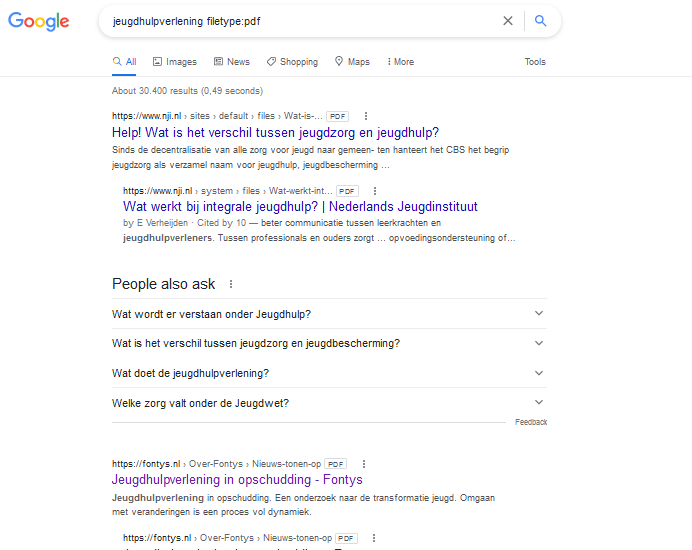 Google
jeugdhulpverlening filetype:pdf
All Images News Shopping Maps More Tools
About 30.400 results (0,49 seconds)
https://www.nji.nl › sites › default › files › Wat-is-... PDF
Help! Wat is het verschil tussen jeugdzorg en jeugdhulp?
Sinds de decentralisatie van alle zorg voor jeugd naar gemeen- ten hanteert het CBS het begrip
jeugdzorg als verzamel naam voor jeugdhulp, jeugdbescherming ...
https://www.nji.nl › system › files › Wat-werkt-int... PDF
Wat werkt bij integrale jeugdhulp? | Nederlands Jeugdinstituut
by E Verheijden · Cited by 10 — beter communicatie tussen leerkrachten en
jeugdhulpverleners. Tussen professionals en ouders zorgt ... opvoedingsondersteuning of...
People also ask
Wat wordt er verstaan onder Jeugdhulp?
Wat is het verschil tussen jeugdzorg en jeugdbescherming?
Wat doet de jeugdhulpverlening?
Welke zorg valt onder de Jeugdwet?
Feedback
https://fontys.nl › Over-Fontys › Nieuws-tonen-op PDF
Jeugdhulpverlening in opschudding - Fontys
Jeugdhulpverlening in opschudding. Een onderzoek naar de transformatie jeugd. Omgaan
met veranderingen is een proces vol dynamiek.
https://fontys.nl › Over-Fontys › Nieuws-tonen-op PDF